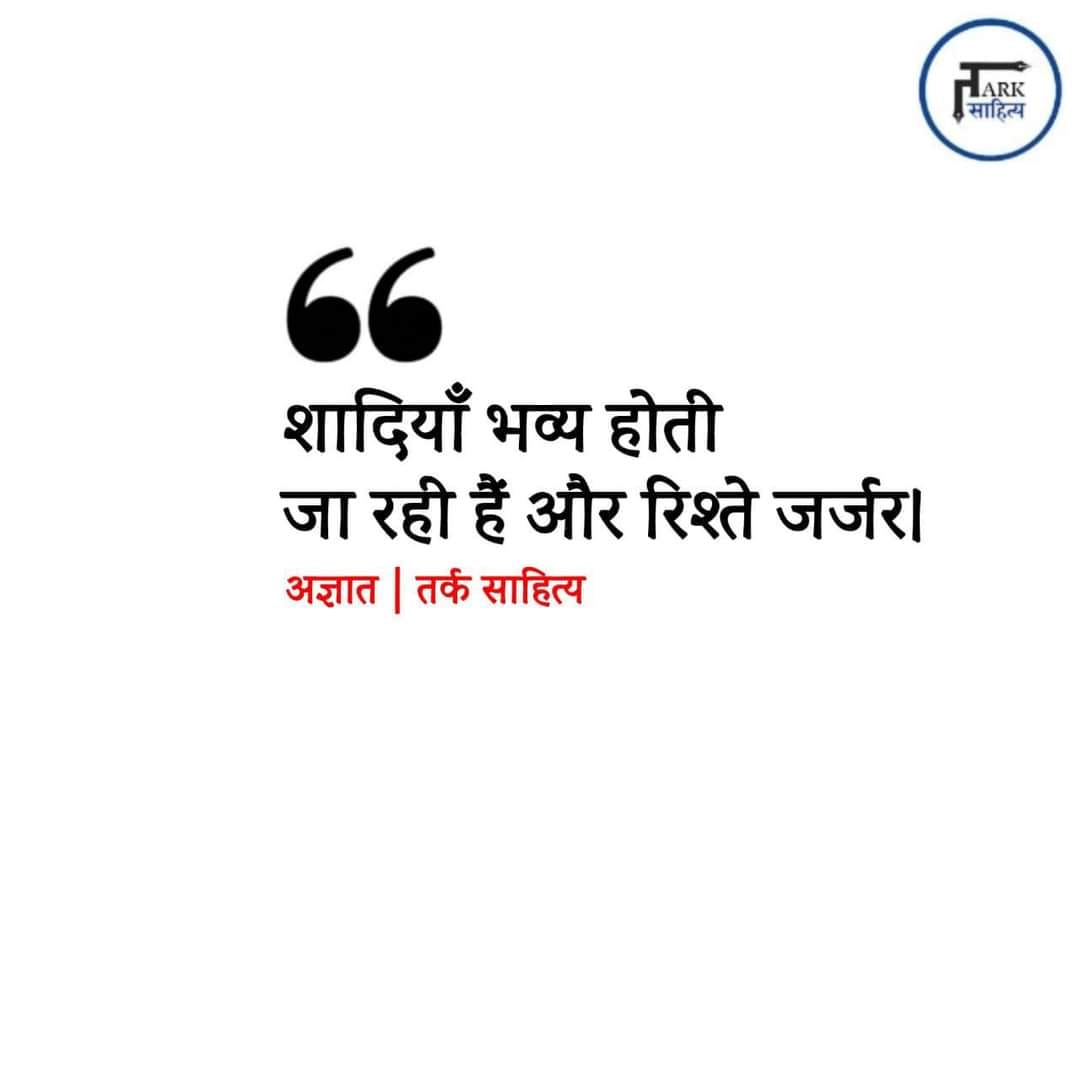 TARK
साहित्य
“
शादियाँ भव्य होती
जा रही हैं और रिश्ते जर्जर।
अज्ञात | तर्क साहित्य